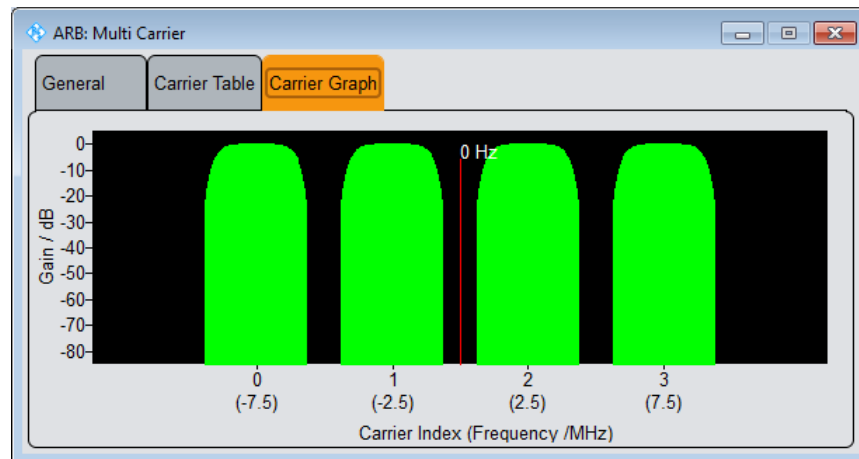 ARB: Multi Carrier
General
Carrier Table
Carrier Graph
0 Hz
Gain / dB
0
-10
-20
-30
-40
-50
-60
-70
-80
0 1 2 3
(-7.5) (-2.5) (2.5) (7.5)
Carrier Index (Frequency /MHz)